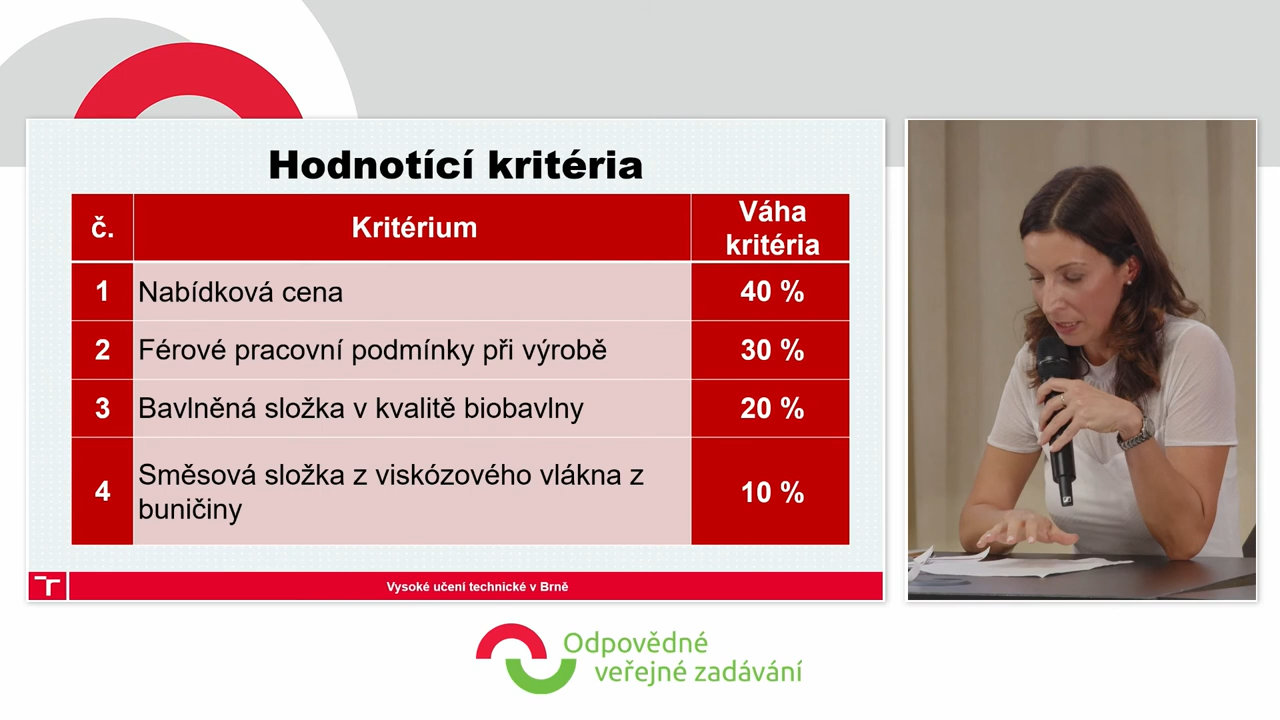 Hodnotící kritéria
č.
Kritérium
Váha
kritéria
1
Nabídková cena
40 %
2
Férové pracovní podmínky při výrobě
30 %
3
Bavlněná složka v kvalitě biobavlny
20 %
4
Směsová složka z viskózového vlákna z
buničiny
10 %
Vysoké učení technické v Brně
Odpovědné
veřejné zadávání